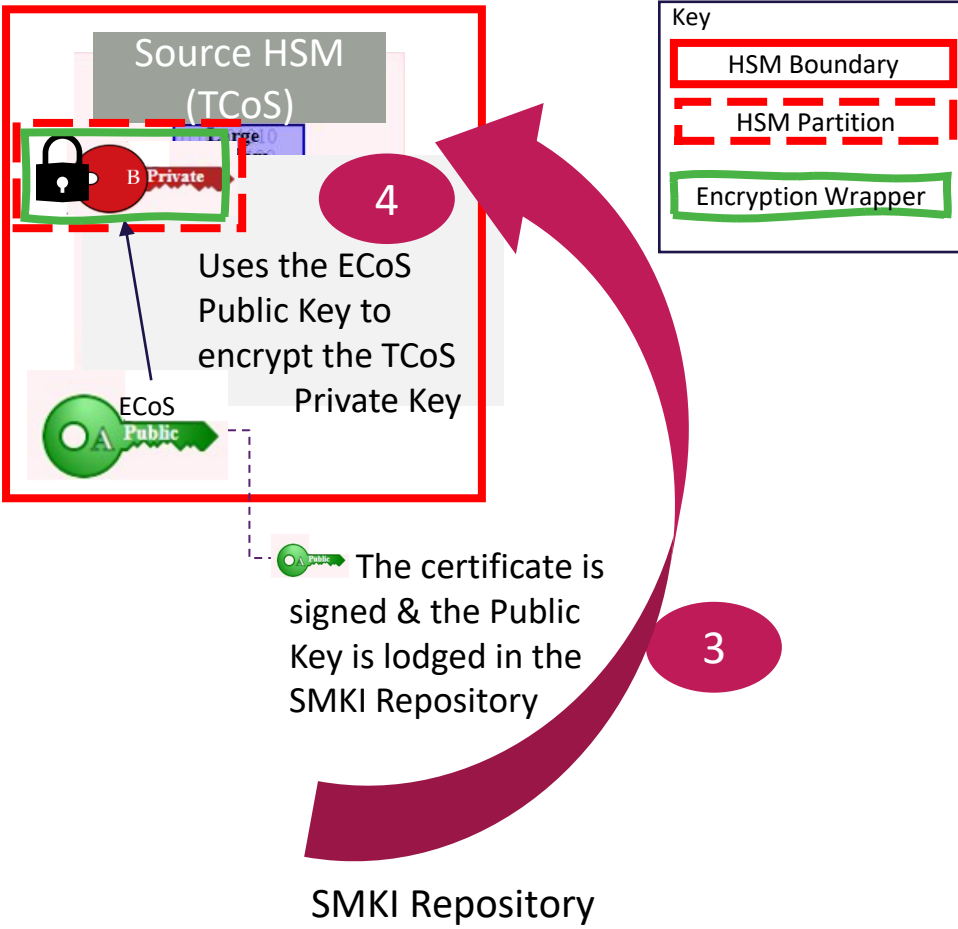 Source HSM
(TCoS)
B Private
4
Uses the ECoS
Public Key to
encrypt the TCoS
Private Key
ECoS
A Public
A Public
The certificate is
signed & the Public
Key is lodged in the
SMKI Repository
3
SMKI Repository
Key
HSM Boundary
HSM Partition
Encryption Wrapper